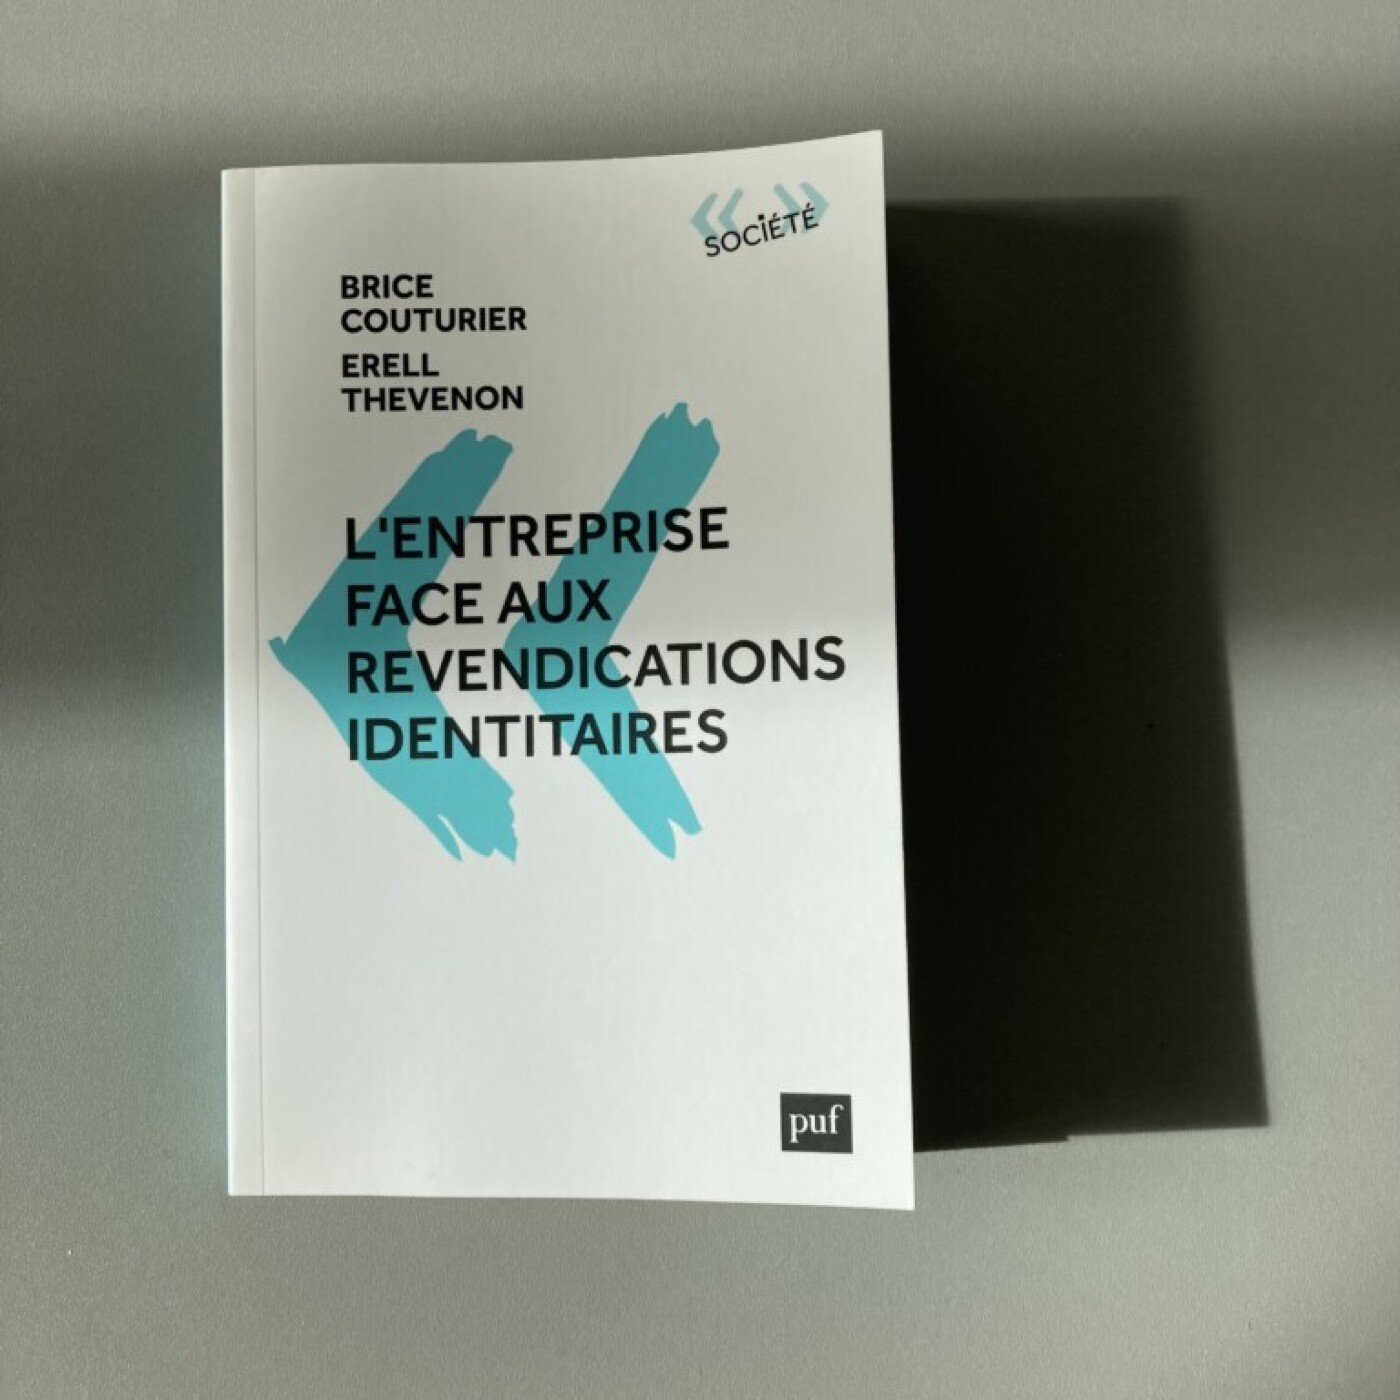 SOCIÉTÉ
BRICE
COUTURIER
ERELL
THEVENON
L'ENTREPRISE
FACE AUX
REVENDICATIONS
IDENTITAIRES
puf